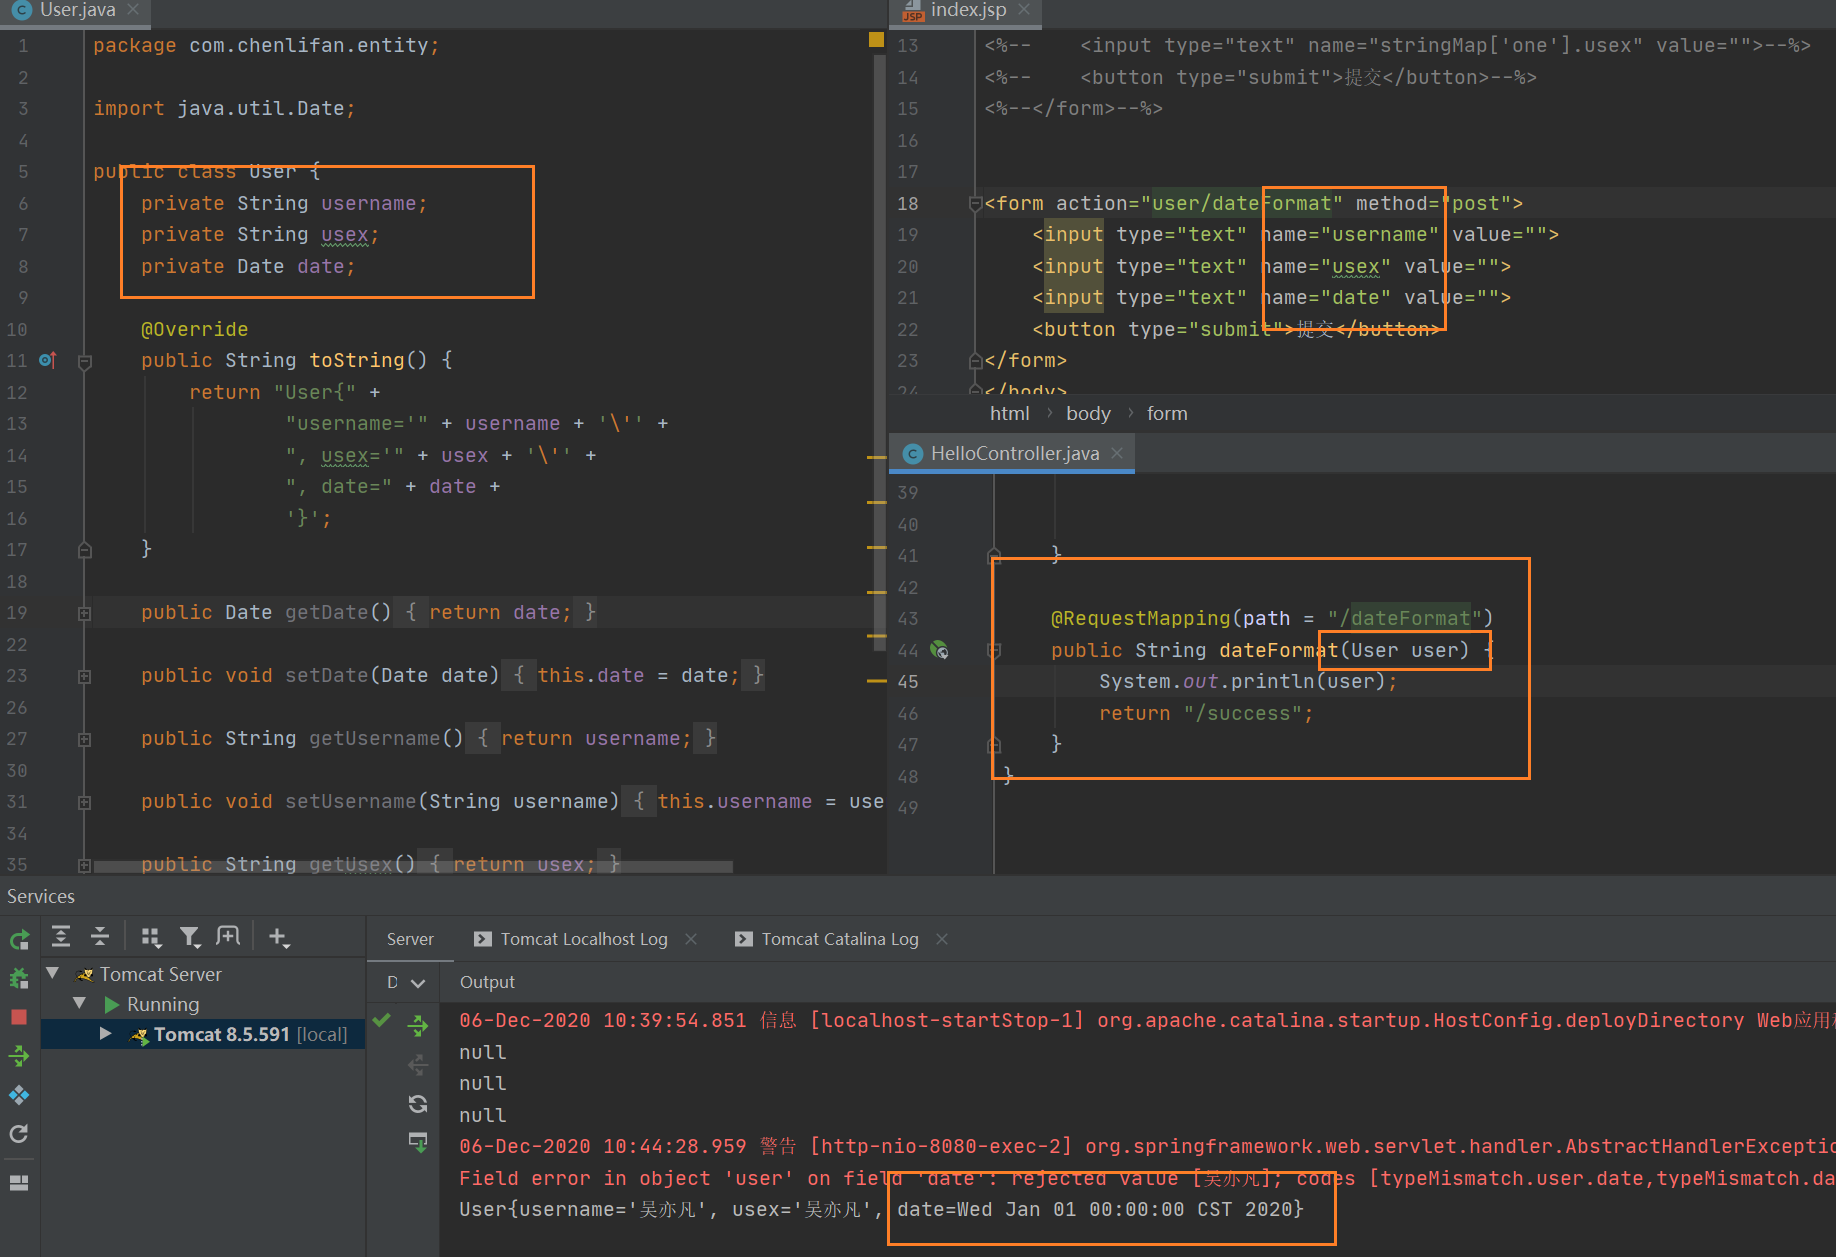 User.java
1 package com.chenlifan.entity;
2
3 import java.util.Date;
4
5 public class User {
6 private String username;
7 private String usex;
8 private Date date;
9
10 @Override
11 public String toString() {
12 return "User{" +
13 "username='" + username + '\'' +
14 ", usex='" + usex + '\'' +
15 ", date=" + date +
16 '}';
17 }
18
19 public Date getDate() { return date; }
22
23 public void setDate(Date date) { this.date = date; }
26
27 public String getUsername() { return username; }
30
31 public void setUsername(String username) { this.username = use
34
35 public String getUsex() { return usex; }
index.jsp
13 <%-- <input type="text" name="stringMap['one'].usex" value="">--%>
14 <%-- <button type="submit">提交</button>--%>
15 <%--</form>--%>
16
17
18 <form action="user/dateFormat" method="post">
19 <input type="text" name="username" value="">
20 <input type="text" name="usex" value="">
21 <input type="text" name="date" value="">
22 <button type="submit">提交</button>
23 </form>
24 </body>
html › body › form
HelloController.java
39
40
41 }
42
43 @RequestMapping(path = "/dateFormat")
44 public String dateFormat(User user) {
45 System.out.println(user);
46 return "/success";
47 }
48 }
49
Services
Server Tomcat Localhost Log Tomcat Catalina Log
Tomcat Server
Running
Tomcat 8.5.591 [local]
D Output
06-Dec-2020 10:39:54.851 信息 [localhost-startStop-1] org.apache.catalina.startup.HostConfig.deployDirectory Web应用
null
null
null
06-Dec-2020 10:44:28.959 警告 [http-nio-8080-exec-2] org.springframework.web.servlet.handler.AbstractHandlerExceptio
Field error in object 'user' on field 'date': rejected value [吴亦凡]; codes [typeMismatch.user.date,typeMismatch.da
User{username='吴亦凡', usex='吴亦凡', date=Wed Jan 01 00:00:00 CST 2020}